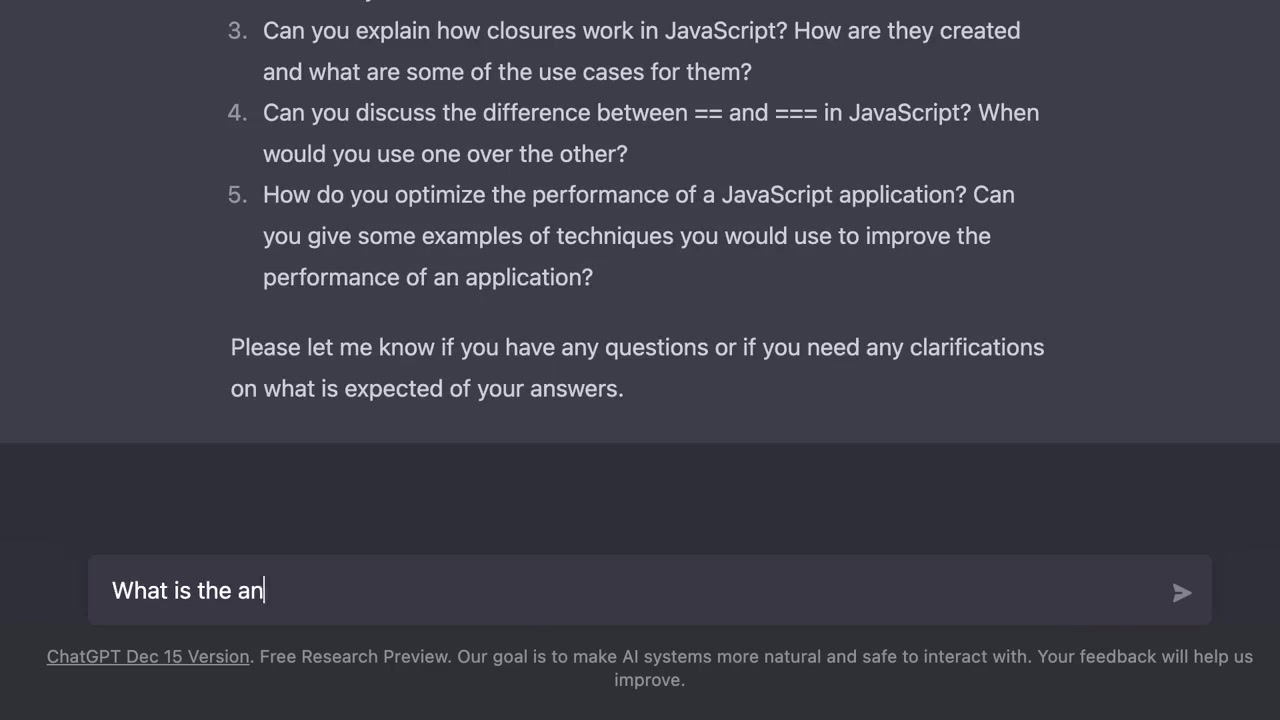 3. Can you explain how closures work in JavaScript? How are they created
and what are some of the use cases for them?
4. Can you discuss the difference between == and === in JavaScript? When
would you use one over the other?
5. How do you optimize the performance of a JavaScript application? Can
you give some examples of techniques you would use to improve the
performance of an application?
Please let me know if you have any questions or if you need any clarifications
on what is expected of your answers.
What is the an
ChatGPT Dec 15 Version. Free Research Preview. Our goal is to make AI systems more natural and safe to interact with. Your feedback will help us
improve.